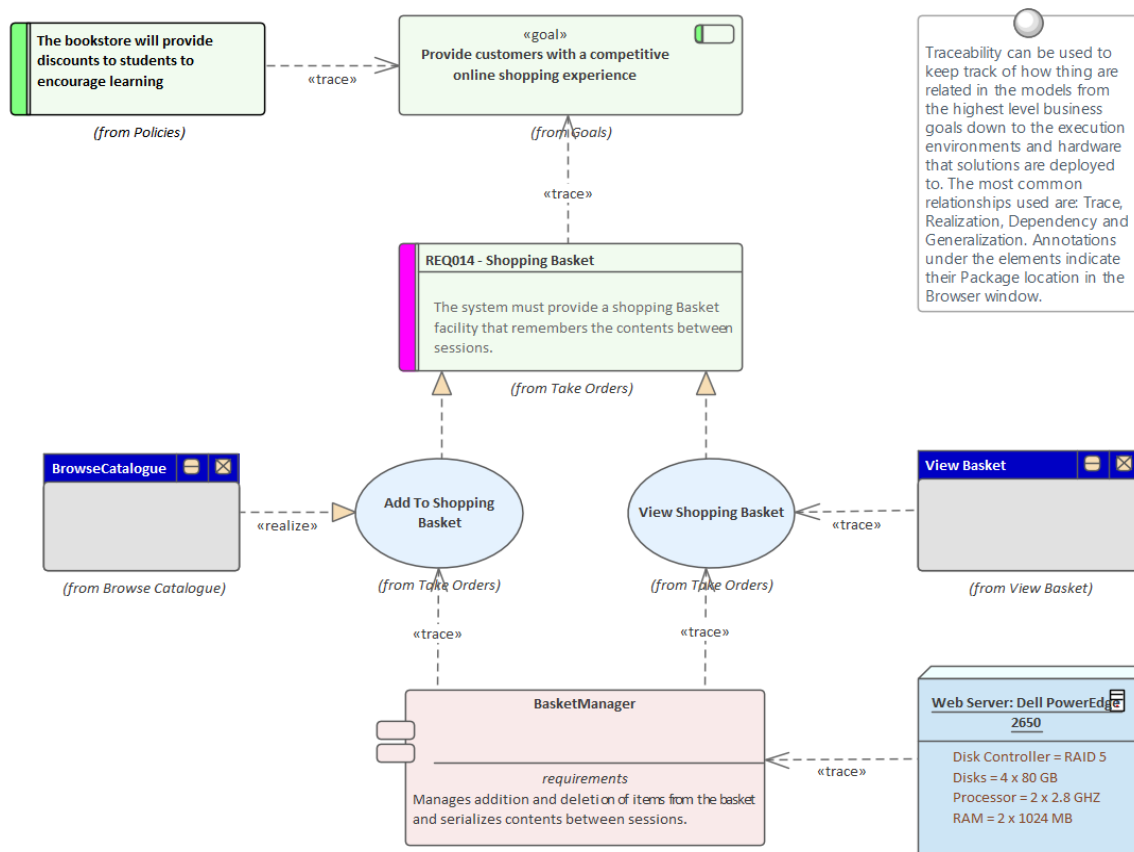 The bookstore will provide
discounts to students to
encourage learning
(from Policies)
«trace»
«goal»
Provide customers with a competitive
online shopping experience
(from Goals)
Traceability can be used to
keep track of how thing are
related in the models from
the highest level business
goals down to the execution
environments and hardware
that solutions are deployed
to. The most common
relationships used are: Trace,
Realization, Dependency and
Generalization. Annotations
under the elements indicate
their Package location in the
Browser window.
«trace»
REQ014 - Shopping Basket
The system must provide a shopping Basket
facility that remembers the contents between
sessions.
(from Take Orders)
BrowseCatalogue
(from Browse Catalogue)
«realize»
Add To Shopping
Basket
(from Take Orders)
View Shopping Basket
(from Take Orders)
«trace»
View Basket
(from View Basket)
«trace»
«trace»
BasketManager
requirements
Manages addition and deletion of items from the basket
and serializes contents between sessions.
«trace»
Web Server: Dell PowerEdge
2650
Disk Controller = RAID 5
Disks = 4 x 80 GB
Processor = 2 x 2.8 GHZ
RAM = 2 x 1024 MB